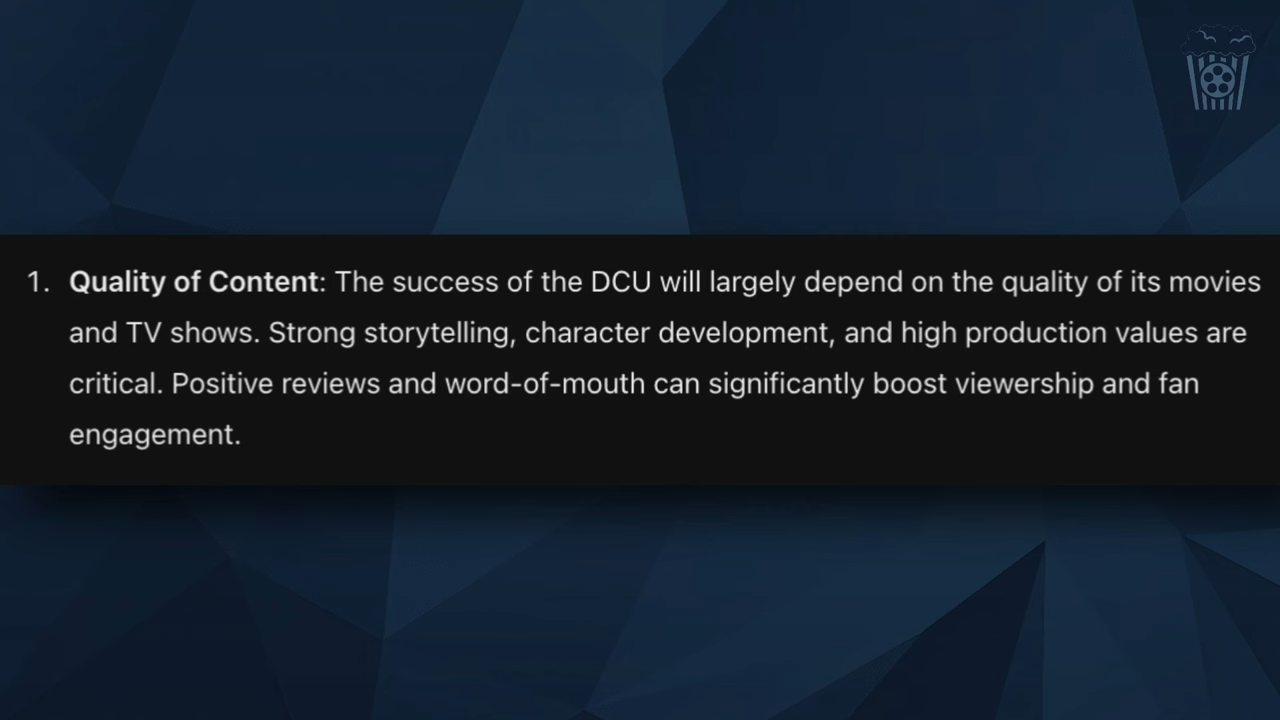 1. Quality of Content: The success of the DCU will largely depend on the quality of its movies
and TV shows. Strong storytelling, character development, and high production values are
critical. Positive reviews and word-of-mouth can significantly boost viewership and fan
engagement.